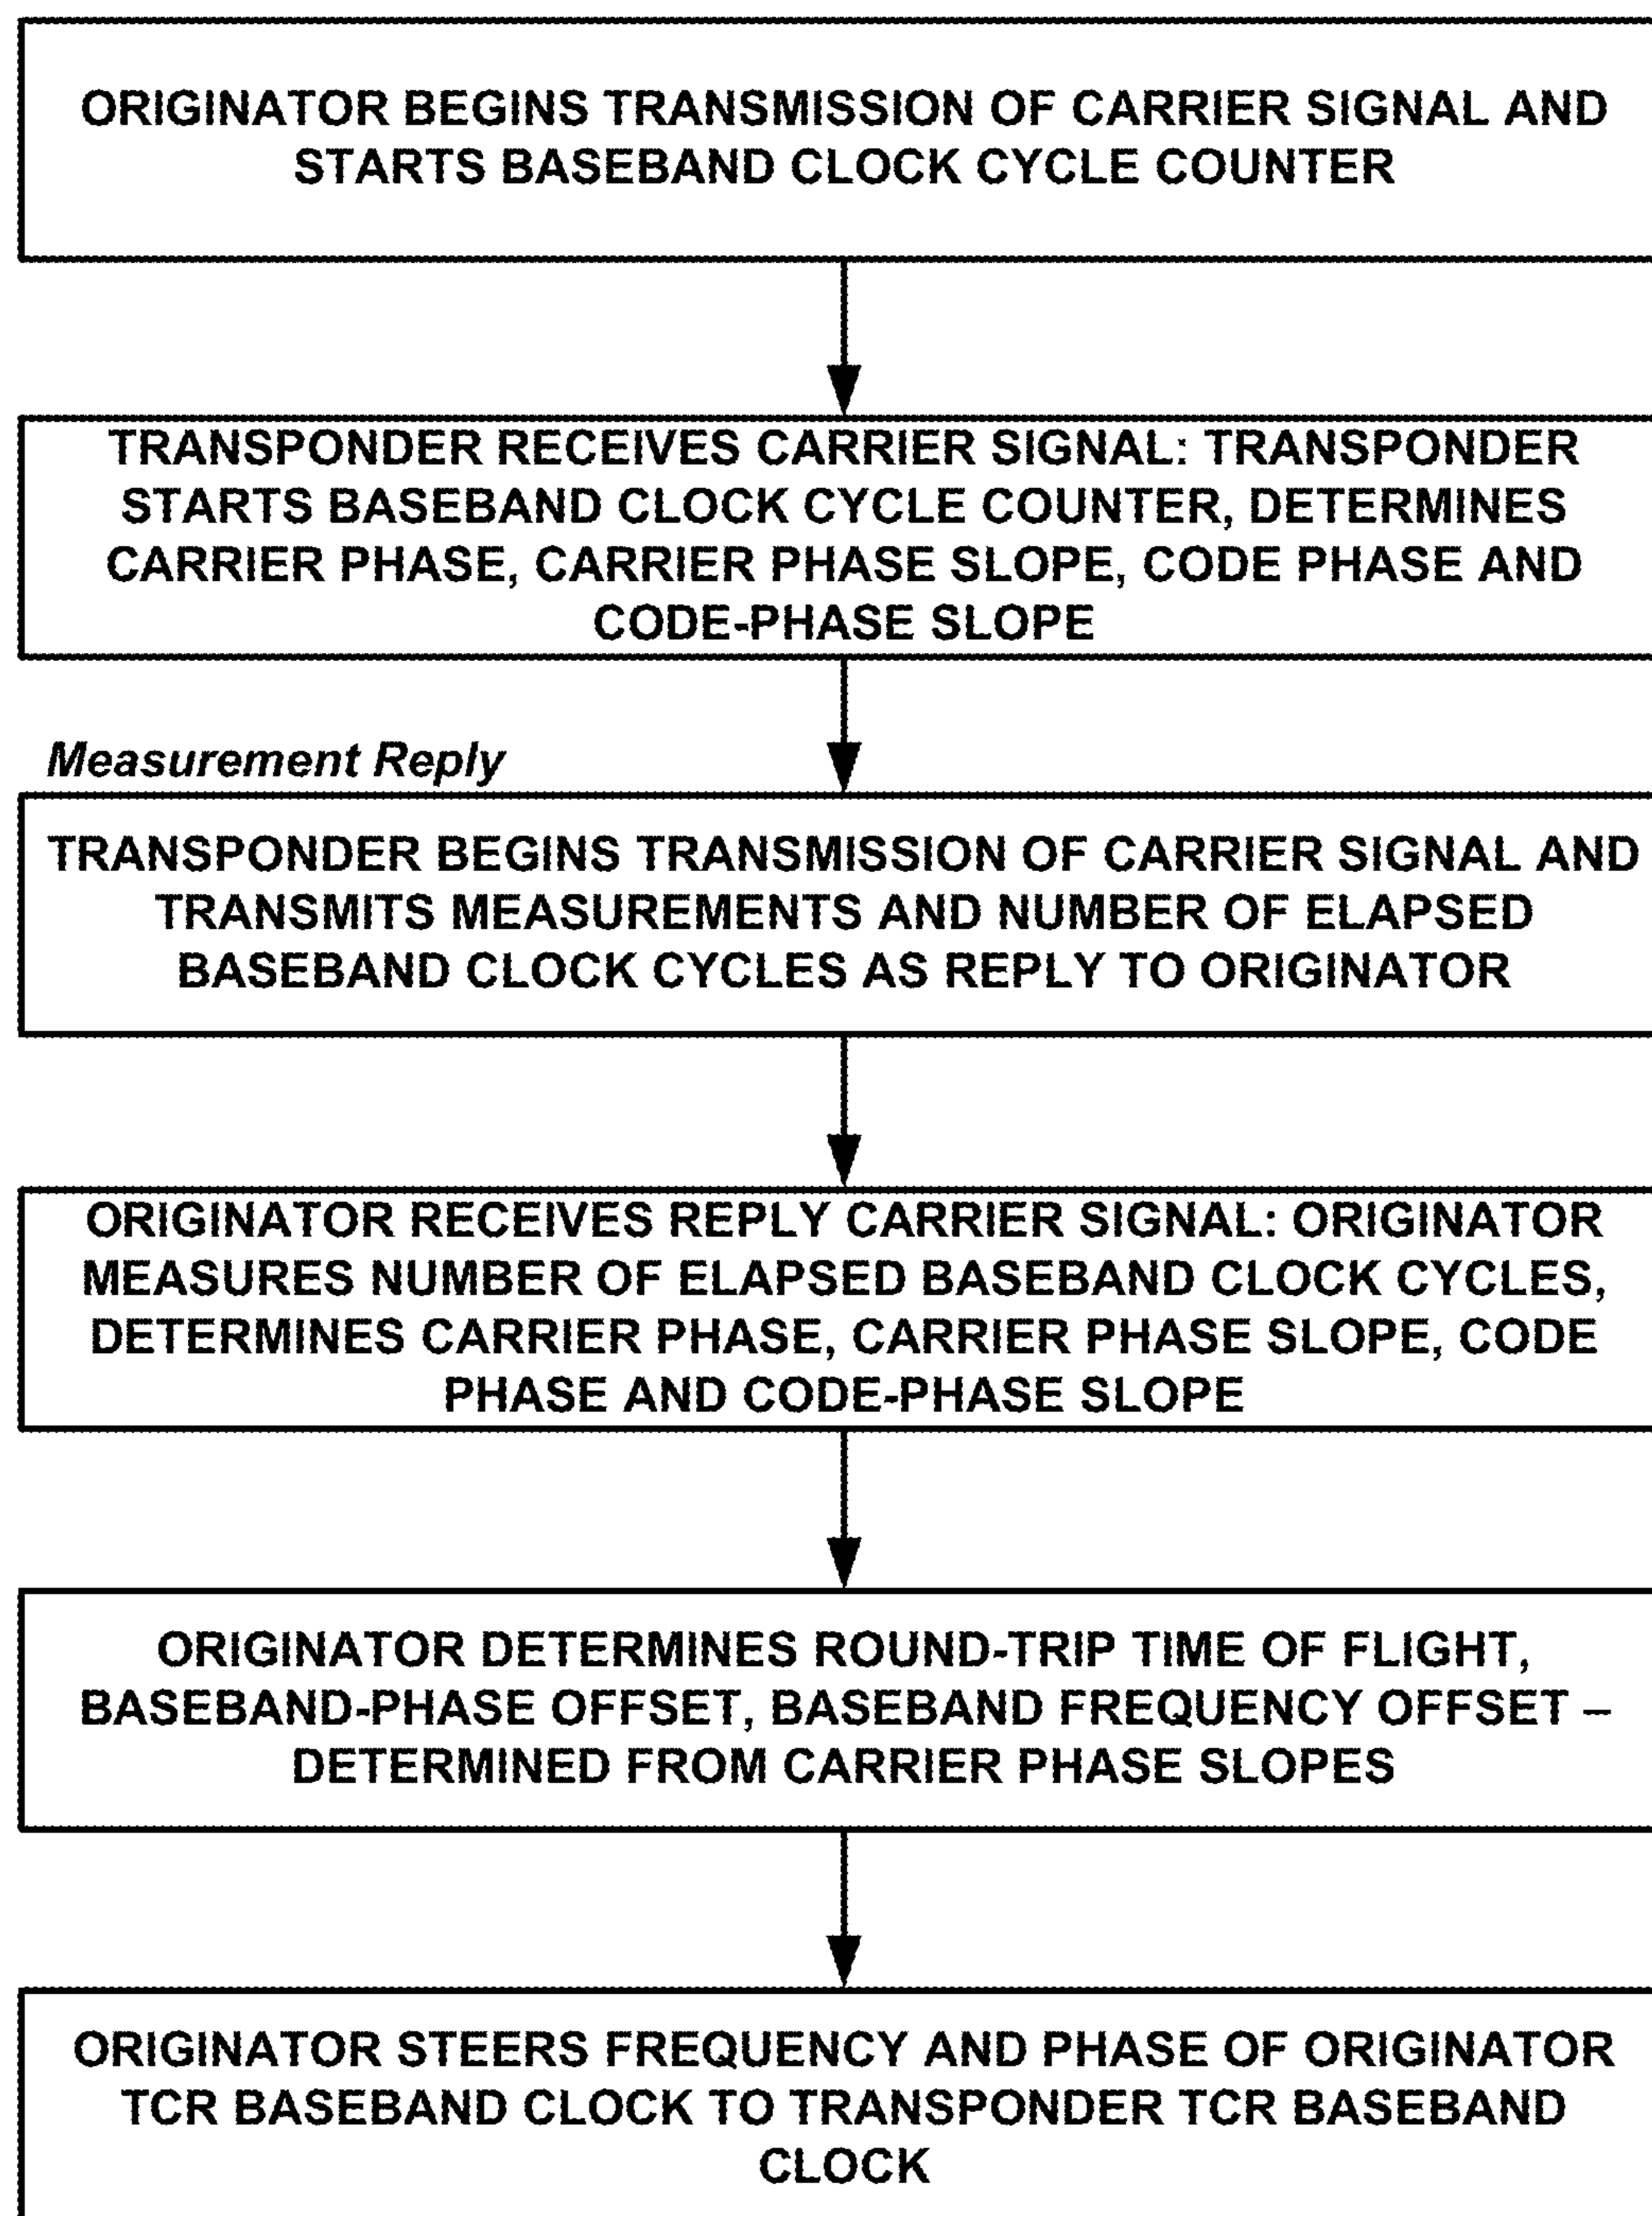 ORIGINATOR BEGINS TRANSMISSION OF CARRIER SIGNAL AND
STARTS BASEBAND CLOCK CYCLE COUNTER
TRANSPONDER RECEIVES CARRIER SIGNAL: TRANSPONDER
STARTS BASEBAND CLOCK CYCLE COUNTER, DETERMINES
CARRIER PHASE, CARRIER PHASE SLOPE, CODE PHASE AND
CODE-PHASE SLOPE
Measurement Reply
TRANSPONDER BEGINS TRANSMISSION OF CARRIER SIGNAL AND
TRANSMITS MEASUREMENTS AND NUMBER OF ELAPSED
BASEBAND CLOCK CYCLES AS REPLY TO ORIGINATOR
ORIGINATOR RECEIVES REPLY CARRIER SIGNAL: ORIGINATOR
MEASURES NUMBER OF ELAPSED BASEBAND CLOCK CYCLES,
DETERMINES CARRIER PHASE, CARRIER PHASE SLOPE, CODE
PHASE AND CODE-PHASE SLOPE
ORIGINATOR DETERMINES ROUND-TRIP TIME OF FLIGHT,
BASEBAND-PHASE OFFSET, BASEBAND FREQUENCY OFFSET –
DETERMINED FROM CARRIER PHASE SLOPES
ORIGINATOR STEERS FREQUENCY AND PHASE OF ORIGINATOR
TCR BASEBAND CLOCK TO TRANSPONDER TCR BASEBAND
CLOCK